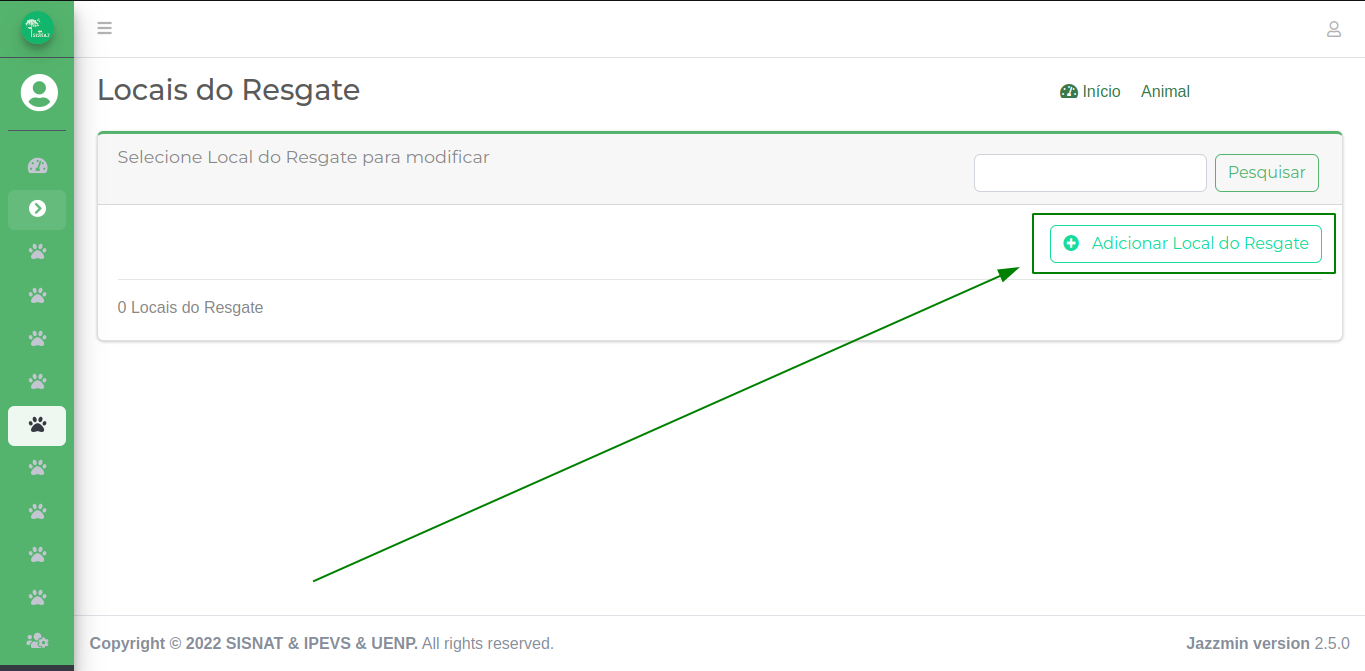 SISNAT
Locais do Resgate
Início Animal
Selecione Local do Resgate para modificar
Pesquisar
Adicionar Local do Resgate
0 Locais do Resgate
Copyright © 2022 SISNAT & IPEVS & UENP. All rights reserved.
Jazzmin version 2.5.0